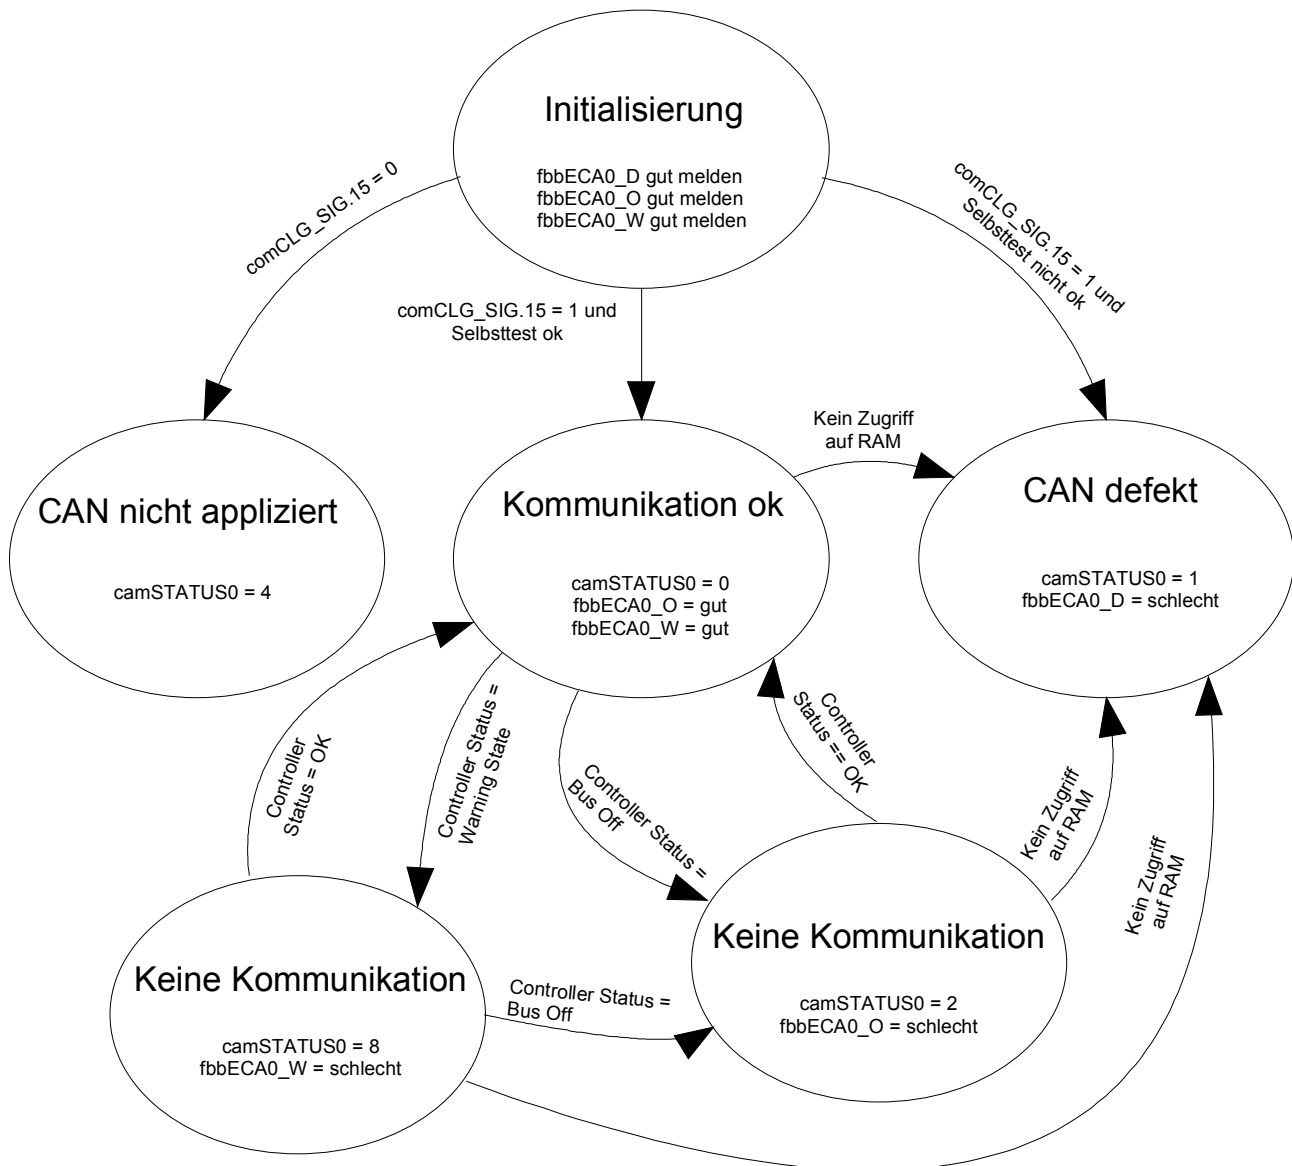 Initialisierung
fbbECA0_D gut melden
fbbECA0_O gut melden
fbbECA0_W gut melden
comCLG_SIG.15 = 0
comCLG_SIG.15 = 1 und
Selbsttest ok
comCLG_SIG.15 = 1 und
Selbsttest nicht ok
CAN nicht appliziert
camSTATUS0 = 4
Kommunikation ok
camSTATUS0 = 0
fbbECA0_O = gut
fbbECA0_W = gut
Kein Zugriff
auf RAM
CAN defekt
camSTATUS0 = 1
fbbECA0_D = schlecht
Controller
Status = OK
Controller Status =
Warning State
Controller Status =
Bus Off
Controller
Status == OK
Kein Zugriff
auf RAM
Kein Zugriff
auf RAM
Keine Kommunikation
camSTATUS0 = 8
fbbECA0_W = schlecht
Controller Status =
Bus Off
Keine Kommunikation
camSTATUS0 = 2
fbbECA0_O = schlecht